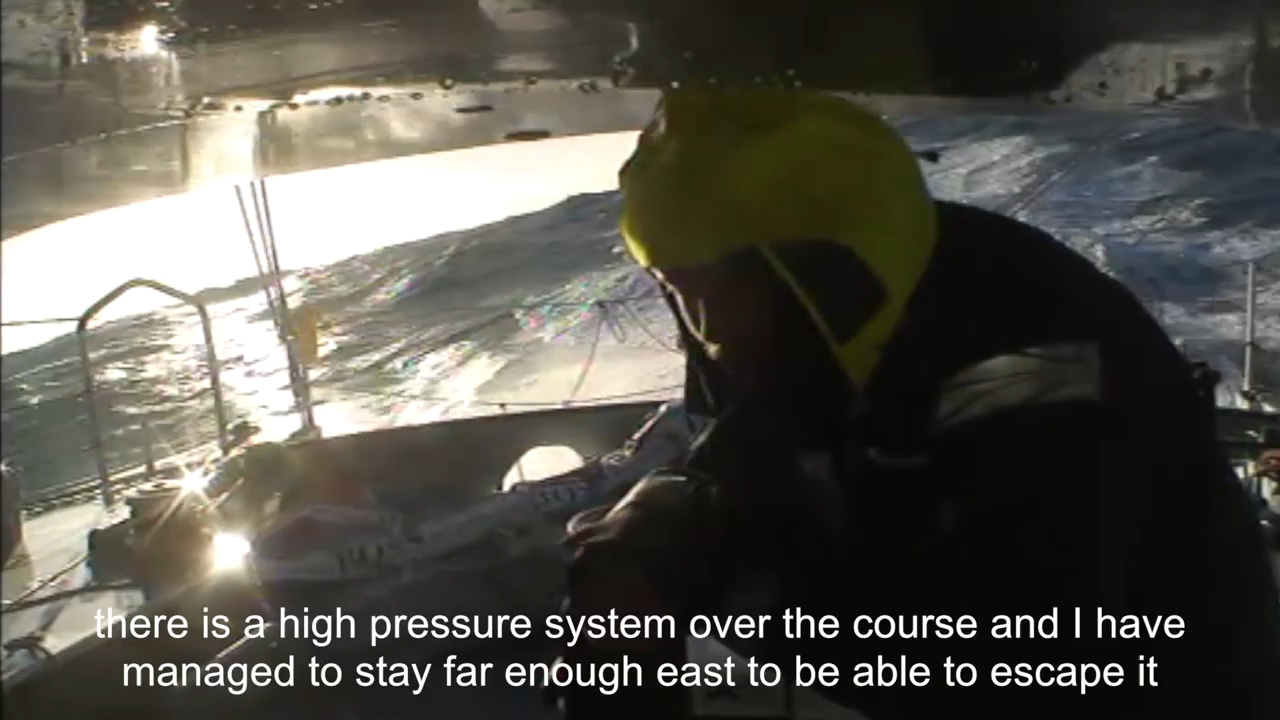 there is a high pressure system over the course and I have
managed to stay far enough east to be able to escape it